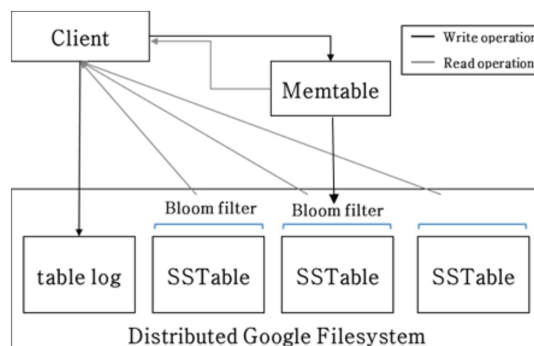 Client
Write operation
Read operation
Memtable
Bloom filter
Bloom filter
table log
SSTable
SSTable
SSTable
Distributed Google Filesystem